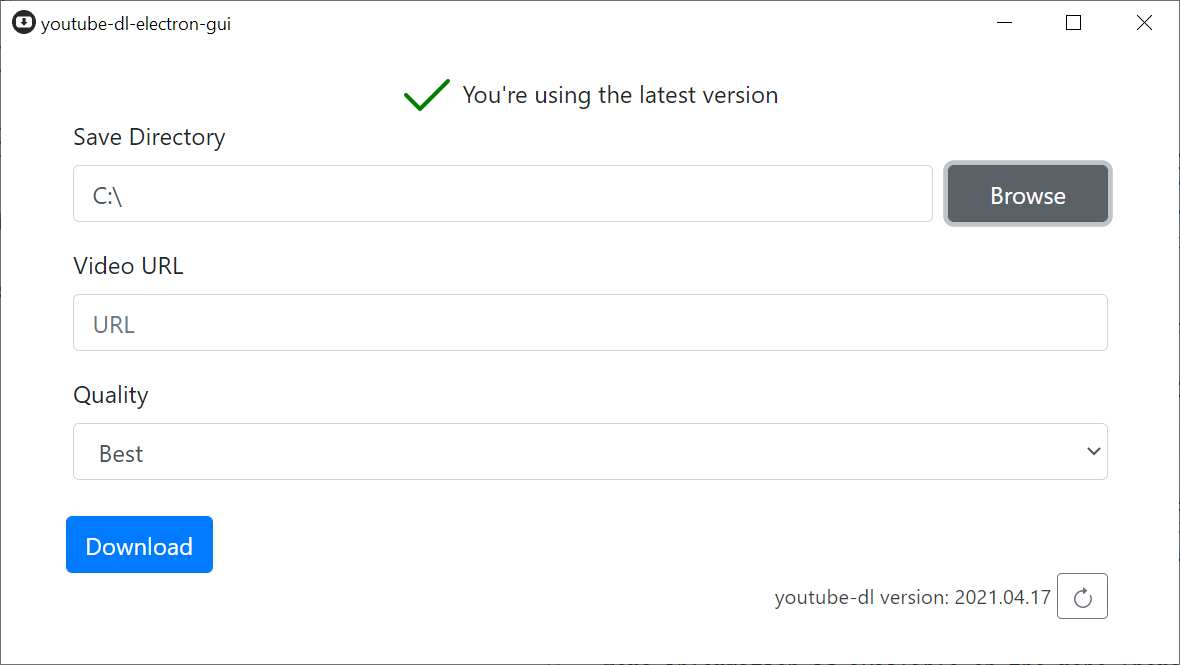 youtube-dl-electron-gui
You're using the latest version
Save Directory
C:\
Browse
Video URL
URL
Quality
Best
Download
youtube-dl version: 2021.04.17